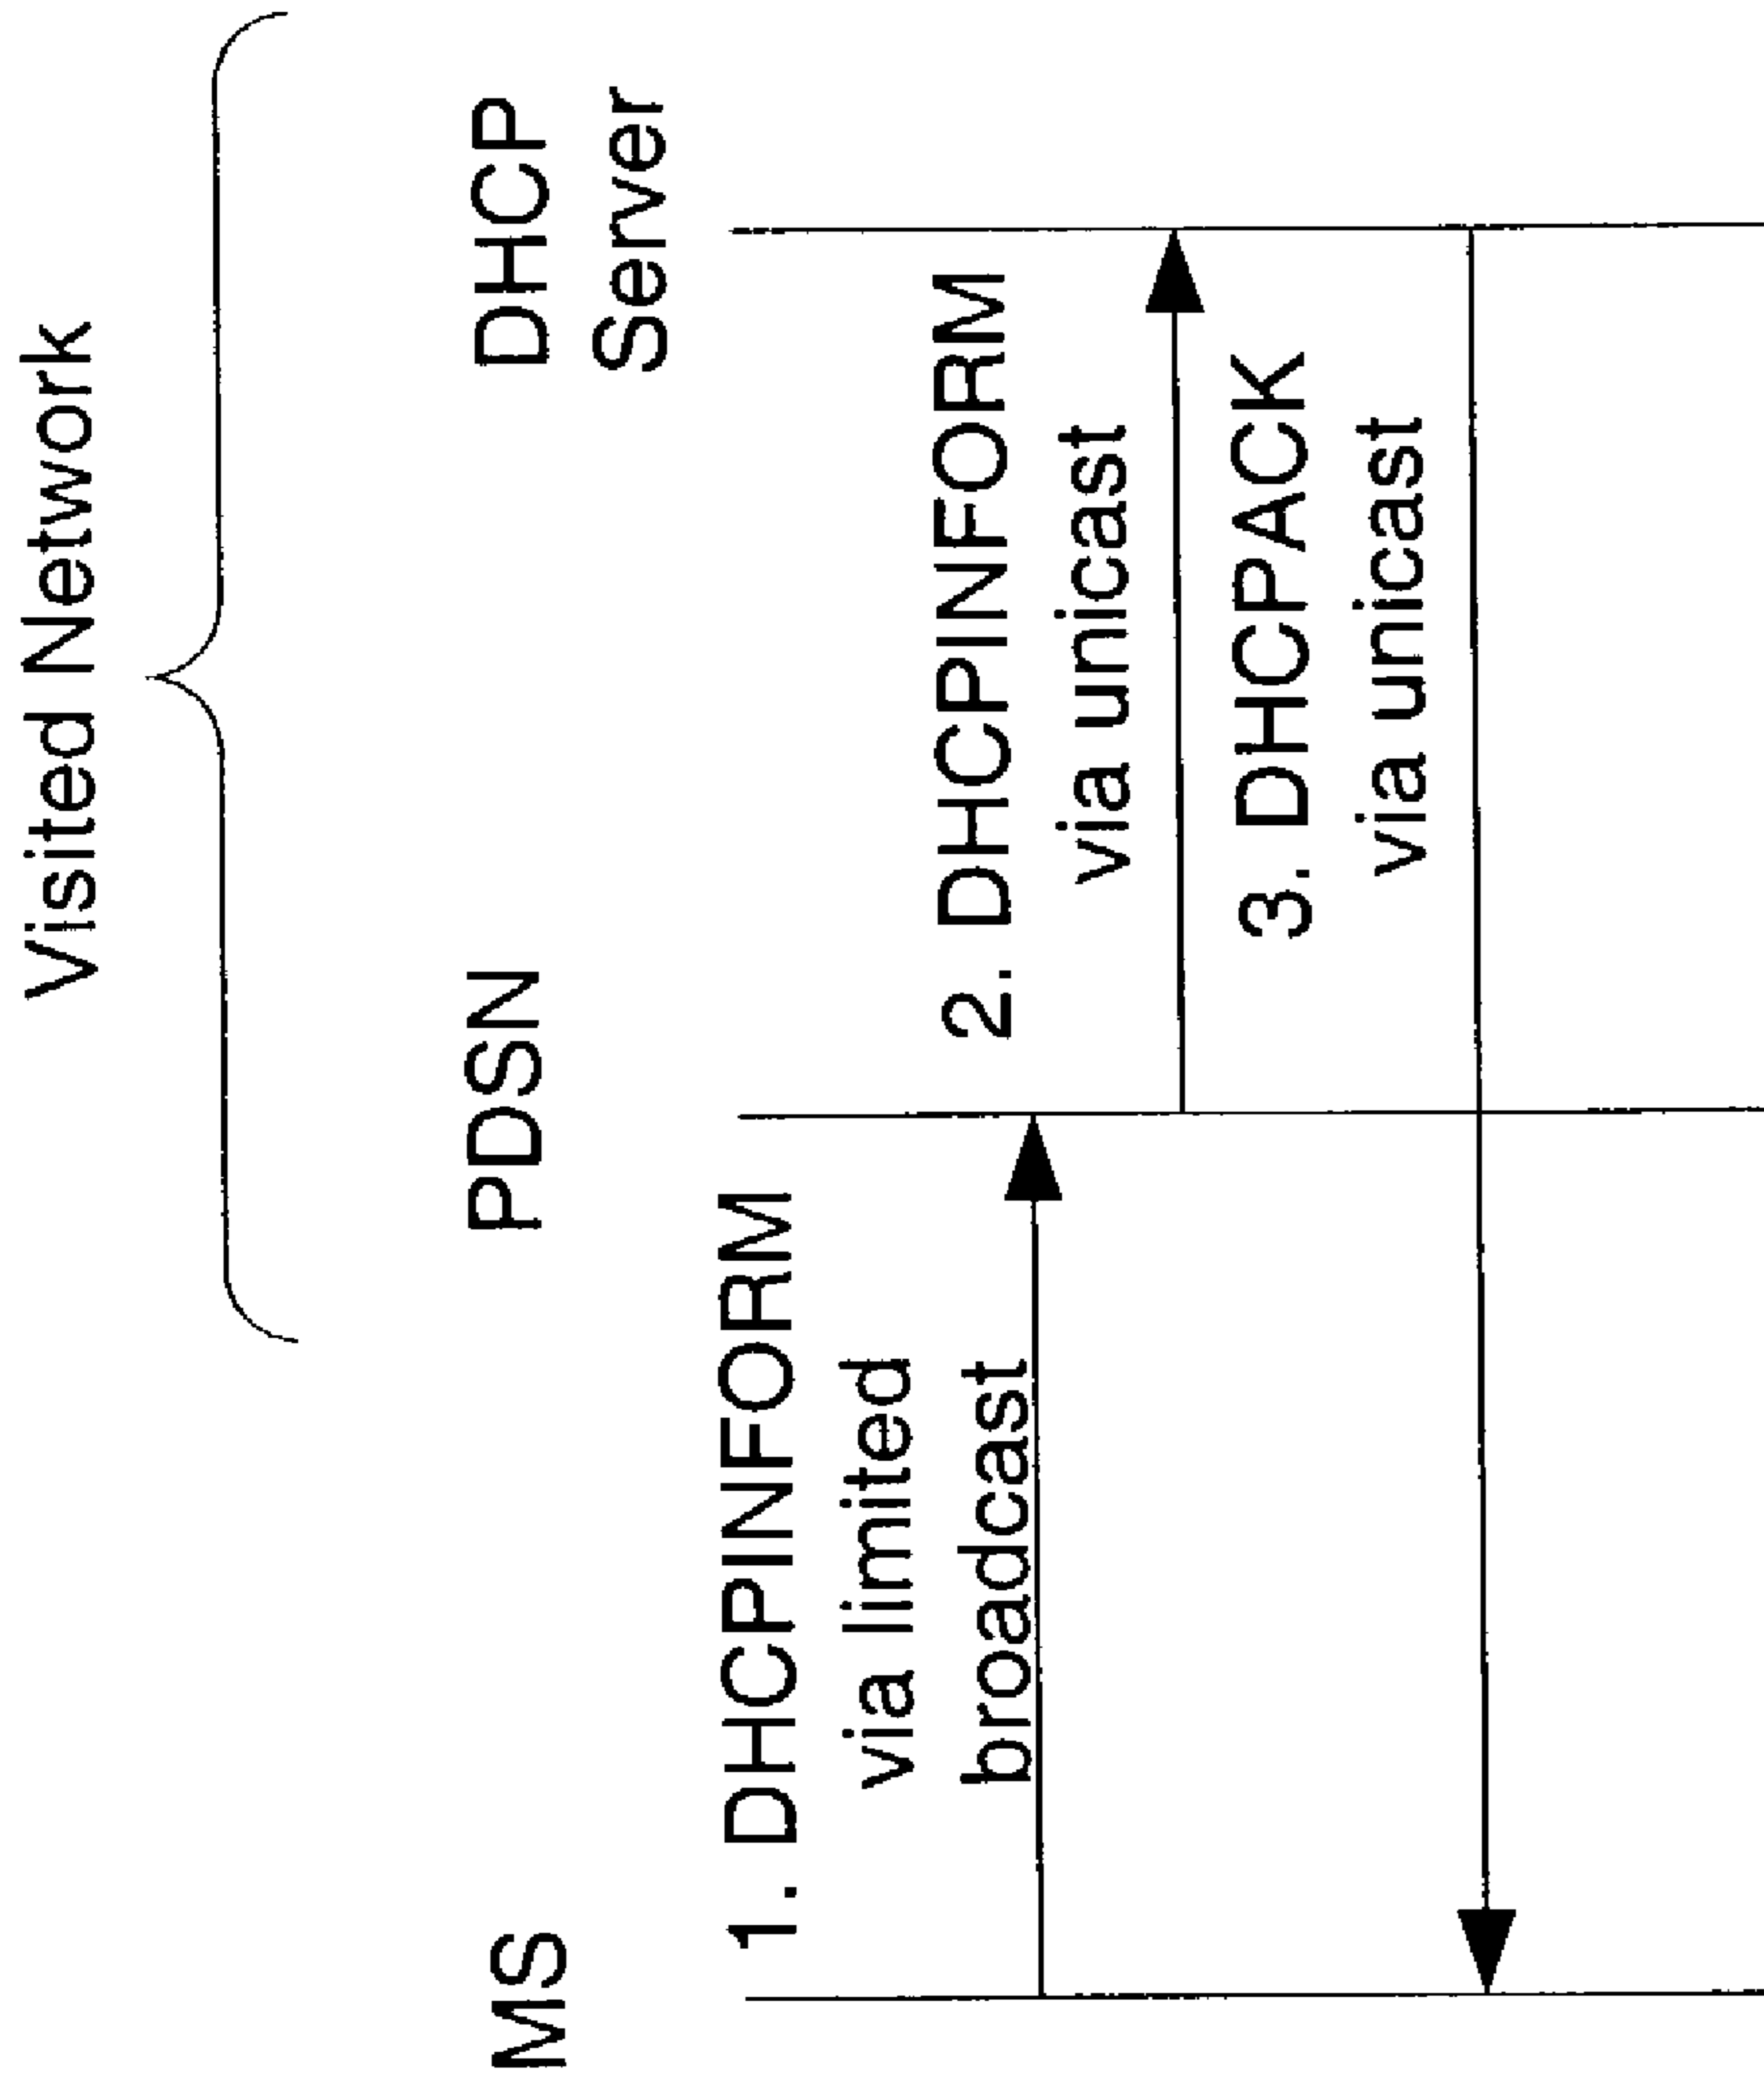 Visited Network
MS
PDSN
DHCP
Server
1. DHCPINFORM
via limited
broadcast
2. DHCPINFORM
via unicast
3. DHCPACK
via unicast